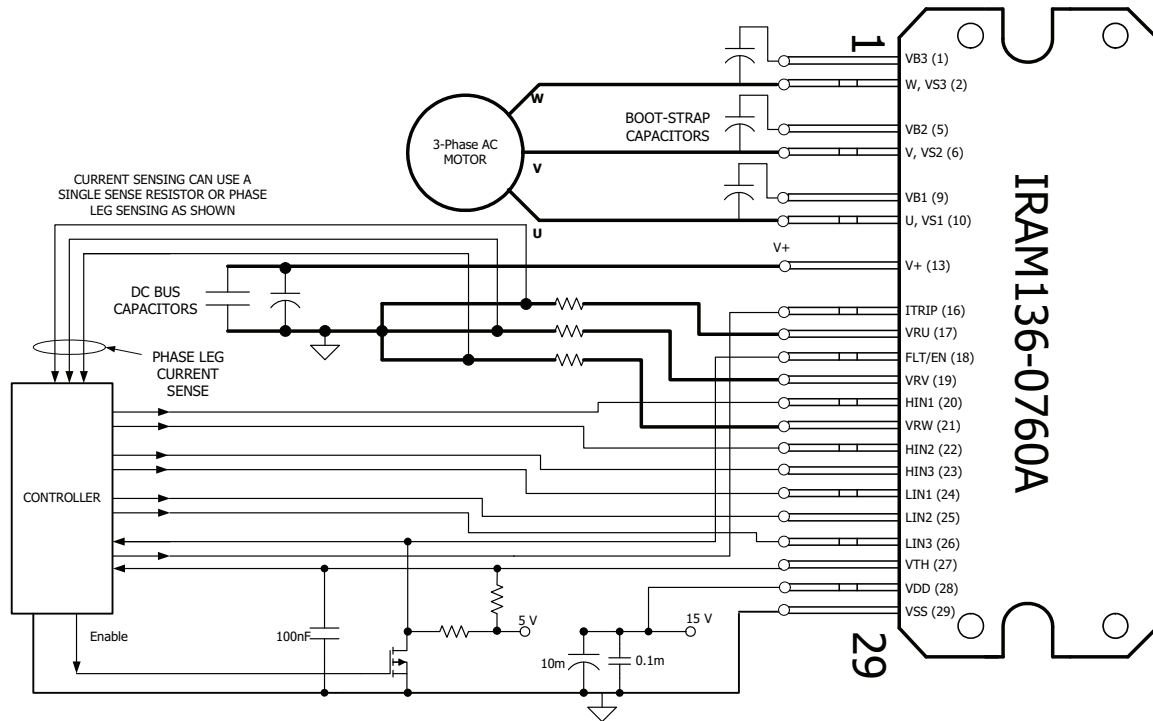 1
VB3 (1)
W, VS3 (2)
VB2 (5)
V, VS2 (6)
VB1 (9)
U, VS1 (10)
V+
V+ (13)
ITRIP (16)
VRU (17)
FLT/EN (18)
VRV (19)
HIN1 (20)
VRW (21)
HIN2 (22)
HIN3 (23)
LIN1 (24)
LIN2 (25)
LIN3 (26)
VTH (27)
VDD (28)
VSS (29)
29
IRAM136-0760A
W
V
U
3-Phase AC
MOTOR
BOOT-STRAP
CAPACITORS
CURRENT SENSING CAN USE A
SINGLE SENSE RESISTOR OR PHASE
LEG SENSING AS SHOWN
DC BUS
CAPACITORS
PHASE LEG
CURRENT
SENSE
CONTROLLER
Enable
100nF
5 V
15 V
10m
0.1m